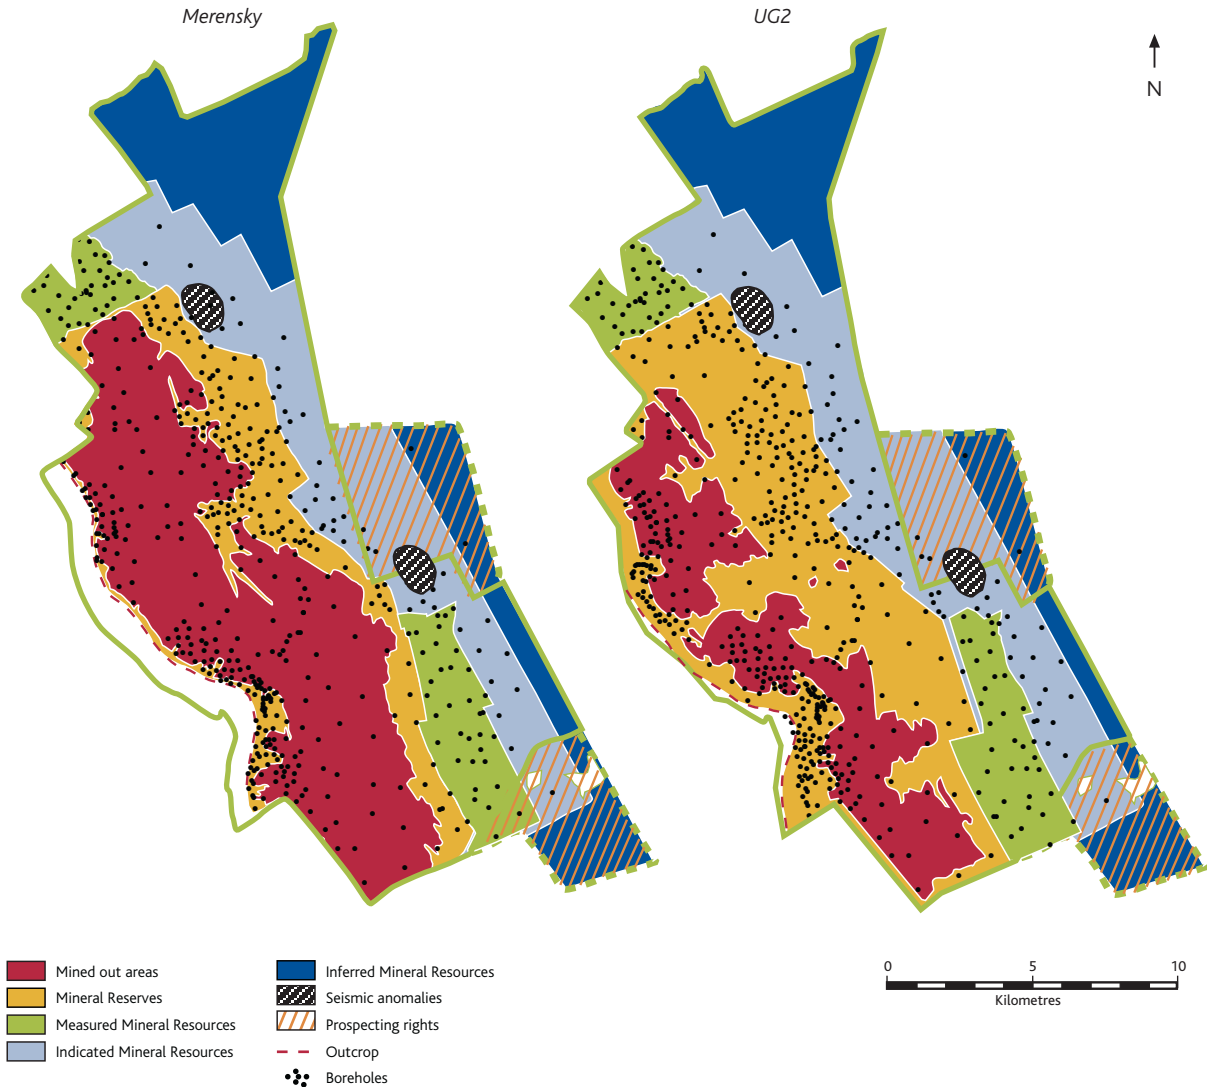 Merensky
UG2
N
Mined out areas
Mineral Reserves
Measured Mineral Resources
Indicated Mineral Resources
Inferred Mineral Resources
Seismic anomalies
Prospecting rights
Outcrop
Boreholes
0 5 10
Kilometres